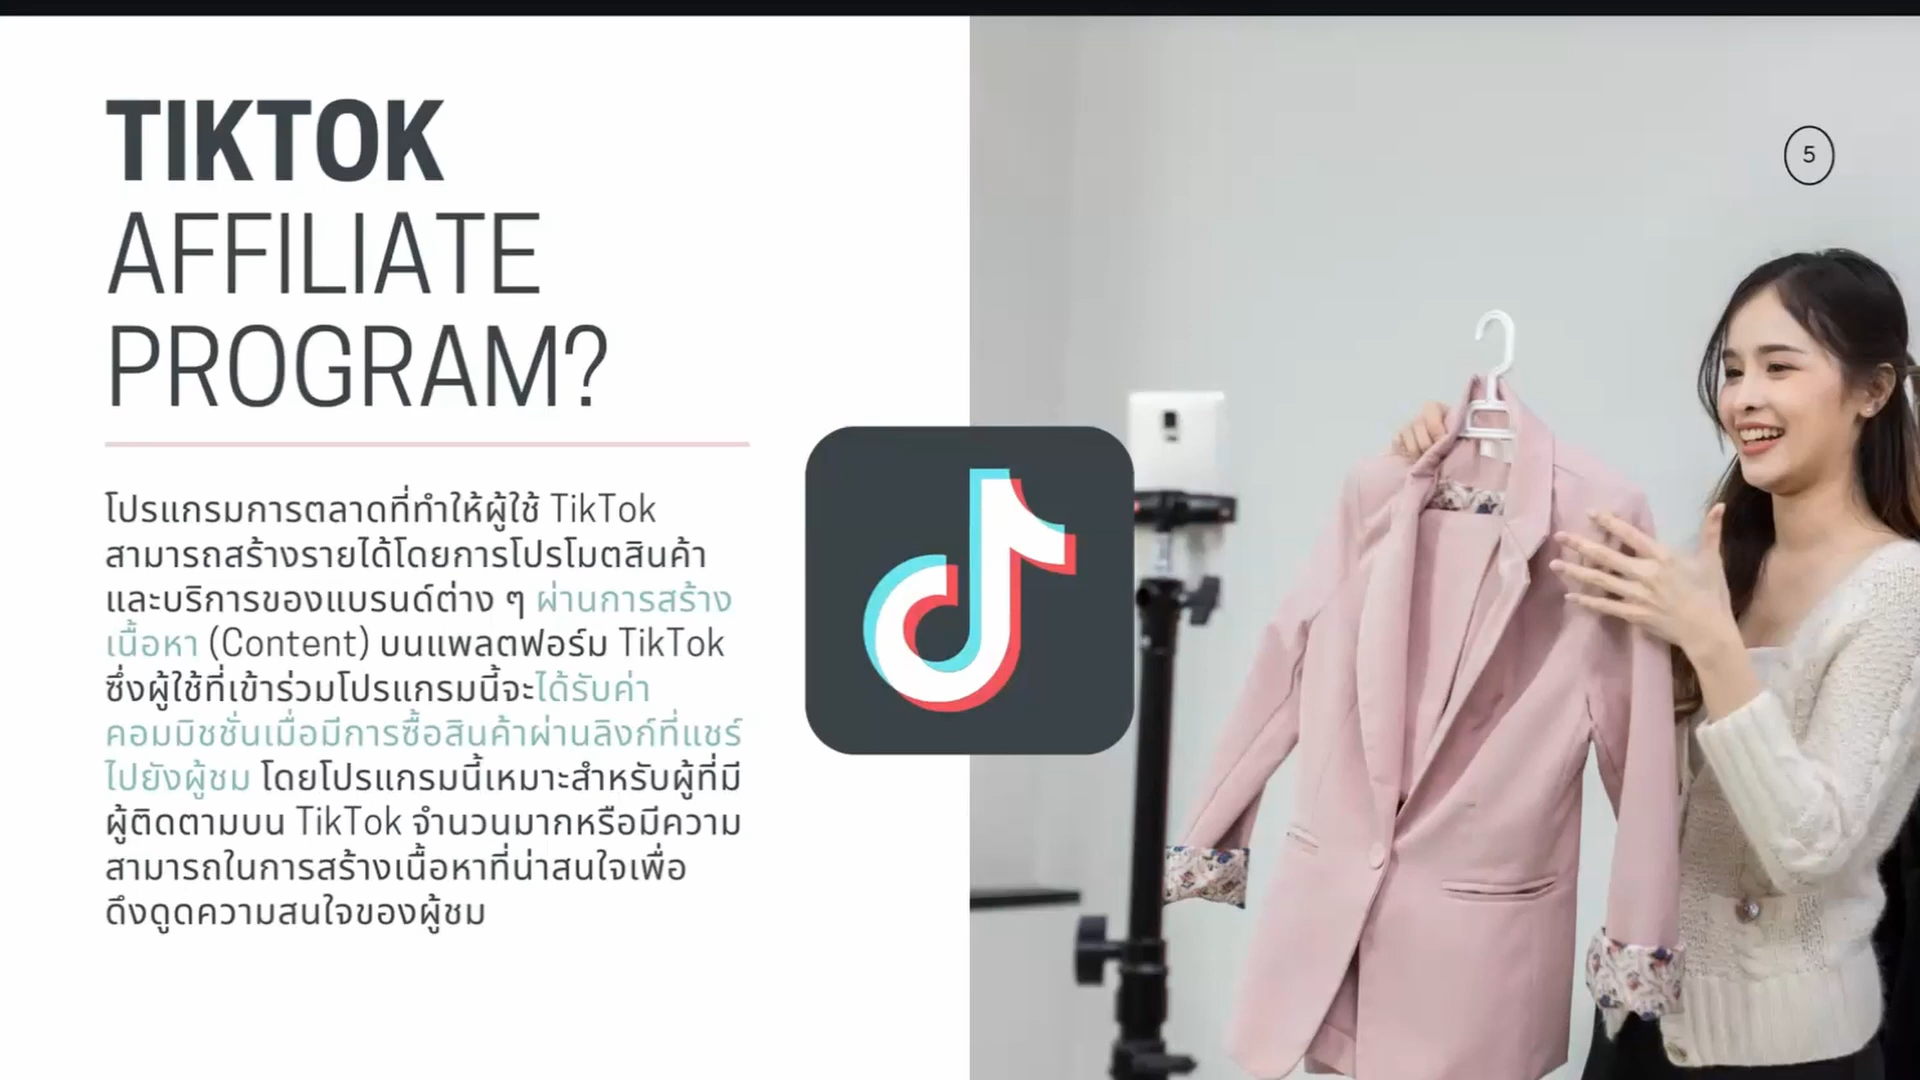 TIKTOK
AFFILIATE
PROGRAM?
5
โปรแกรมการตลาดที่ทำให้ผู้ใช้ TikTok
สามารถสร้างรายได้โดยการโปรโมตสินค้า
และบริการของแบรนด์ต่าง ๆ ผ่านการสร้าง
เนื้อหา (Content) บนแพลตฟอร์ม TikTok
ซึ่งผู้ใช้ที่เข้าร่วมโปรแกรมนี้จะได้รับค่า
คอมมิชชั่นเมื่อมีการซื้อสินค้าผ่านลิงก์ที่แชร์
ไปยังผู้ชม โดยโปรแกรมนี้เหมาะสำหรับผู้ที่มี
ผู้ติดตามบน TikTok จำนวนมากหรือมีความ
สามารถในการสร้างเนื้อหาที่น่าสนใจเพื่อ
ดึงดูดความสนใจของผู้ชม